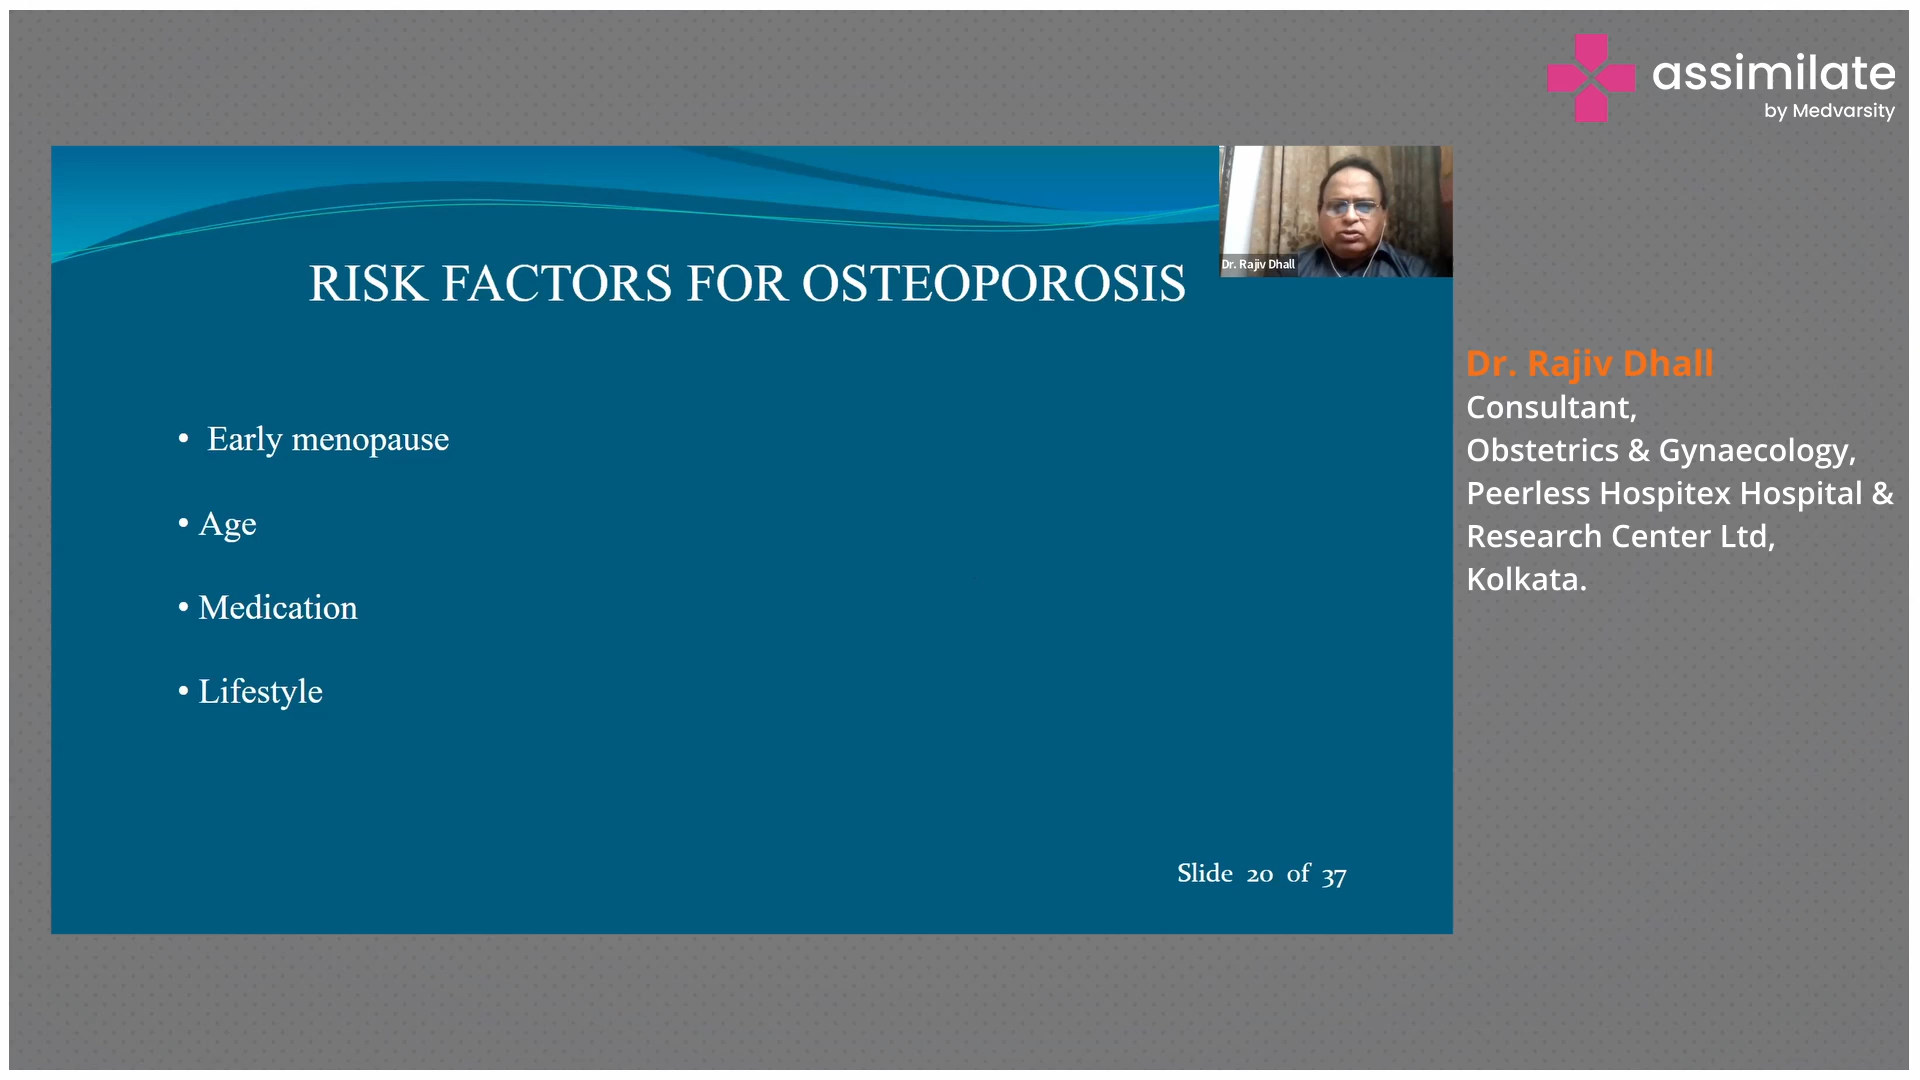 assimilate
by Medvarsity
Dr. Rajiv Dhall
RISK FACTORS FOR OSTEOPOROSIS
• Early menopause
• Age
• Medication
• Lifestyle
Slide 20 of 37
Dr. Rajiv Dhall
Consultant,
Obstetrics & Gynaecology,
Peerless Hospitex Hospital &
Research Center Ltd,
Kolkata.